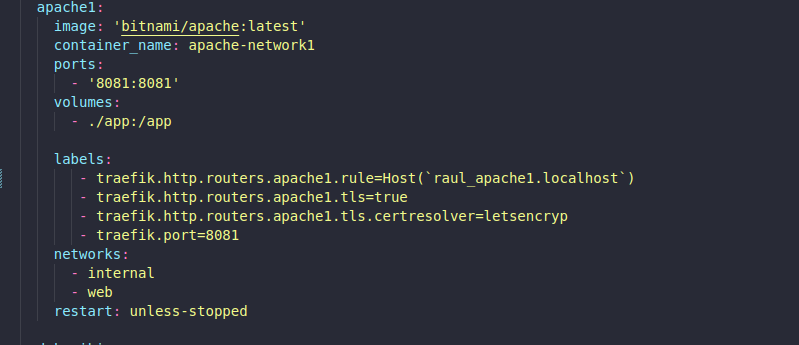 apache1:
  image: 'bitnami/apache:latest'
  container_name: apache-network1
  ports:
    - '8081:8081'
  volumes:
    - ./app:/app

  labels:
     - traefik.http.routers.apache1.rule=Host(`raul_apache1.localhost`)
     - traefik.http.routers.apache1.tls=true
     - traefik.http.routers.apache1.tls.certresolver=letsencryp
     - traefik.port=8081
  networks:
    - internal
    - web
  restart: unless-stopped